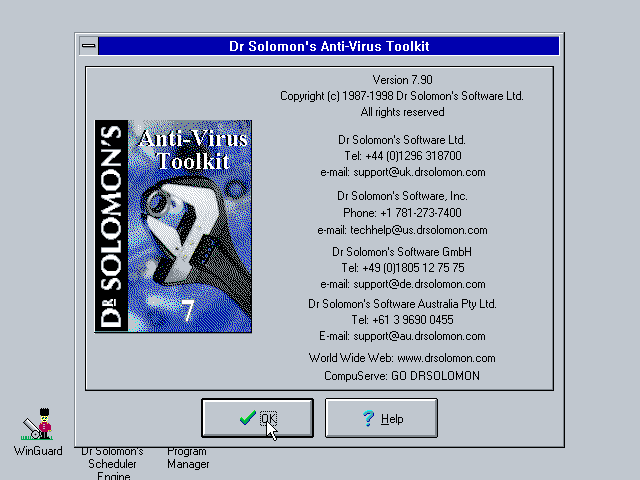 Dr Solomon's Anti-Virus Toolkit
Version 7.90
Copyright (c) 1987-1998 Dr Solomon's Software Ltd.
All rights reserved
DR SOLOMON'S
Anti-Virus
Toolkit
7
Dr Solomon's Software Ltd.
Tel: +44 (0)1296 318700
e-mail: support@uk.drsolomon.com
Dr Solomon's Software, Inc.
Phone: +1 781-273-7400
e-mail: techhelp@us.drsolomon.com
Dr Solomon's Software GmbH
Tel: +49 (0)1805 12 75 75
e-mail: support@de.drsolomon.com
Dr Solomon's Software Australia Pty Ltd.
Tel: +61 3 9690 0455
E-mail: support@au.drsolomon.com
World Wide Web: www.drsolomon.com
CompuServe: GO DRSOLOMON
OK
? Help
WinGuard
Dr Solomon's
Scheduler
Engine
Program
Manager